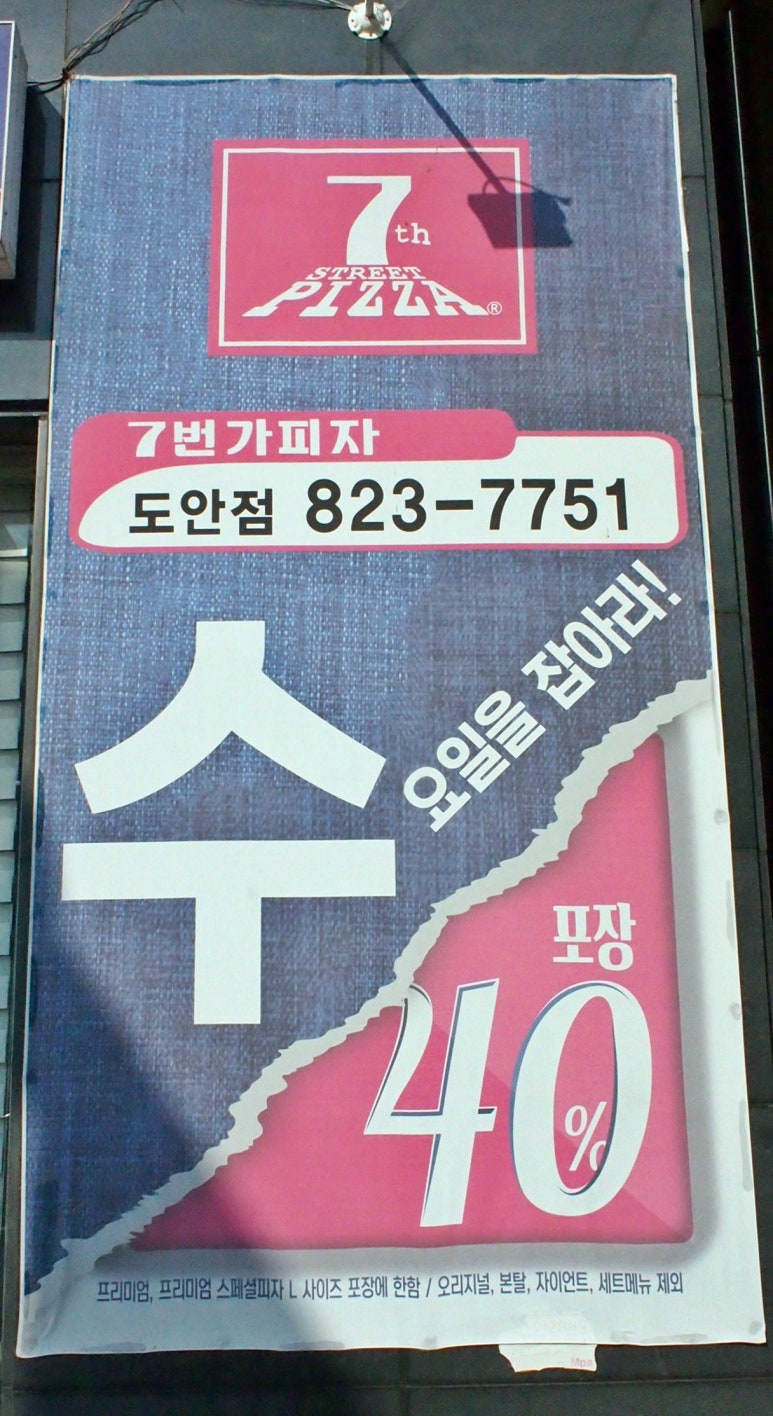 7th
STREET
PIZZA®
7번가피자
도안점 823-7751
수
요일을 잡아라!
포장
40%
프리미엄, 프리미엄 스페셜피자 L 사이즈 포장에 한함 / 오리지널, 본탈, 자이언트, 세트메뉴 제외